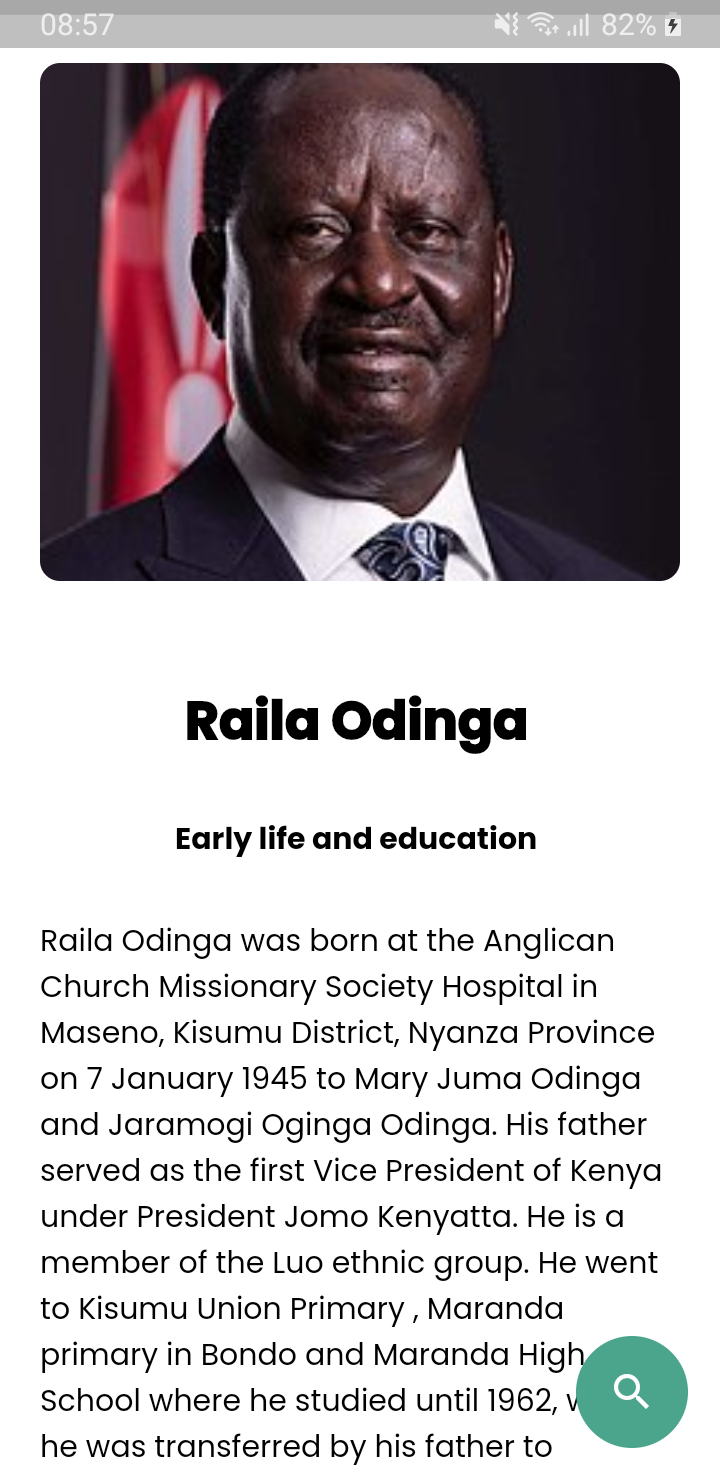 08:57
82%
Raila Odinga
Early life and education
Raila Odinga was born at the Anglican
Church Missionary Society Hospital in
Maseno, Kisumu District, Nyanza Province
on 7 January 1945 to Mary Juma Odinga
and Jaramogi Oginga Odinga. His father
served as the first Vice President of Kenya
under President Jomo Kenyatta. He is a
member of the Luo ethnic group. He went
to Kisumu Union Primary , Maranda
primary in Bondo and Maranda High
School where he studied until 1962,
he was transferred by his father to